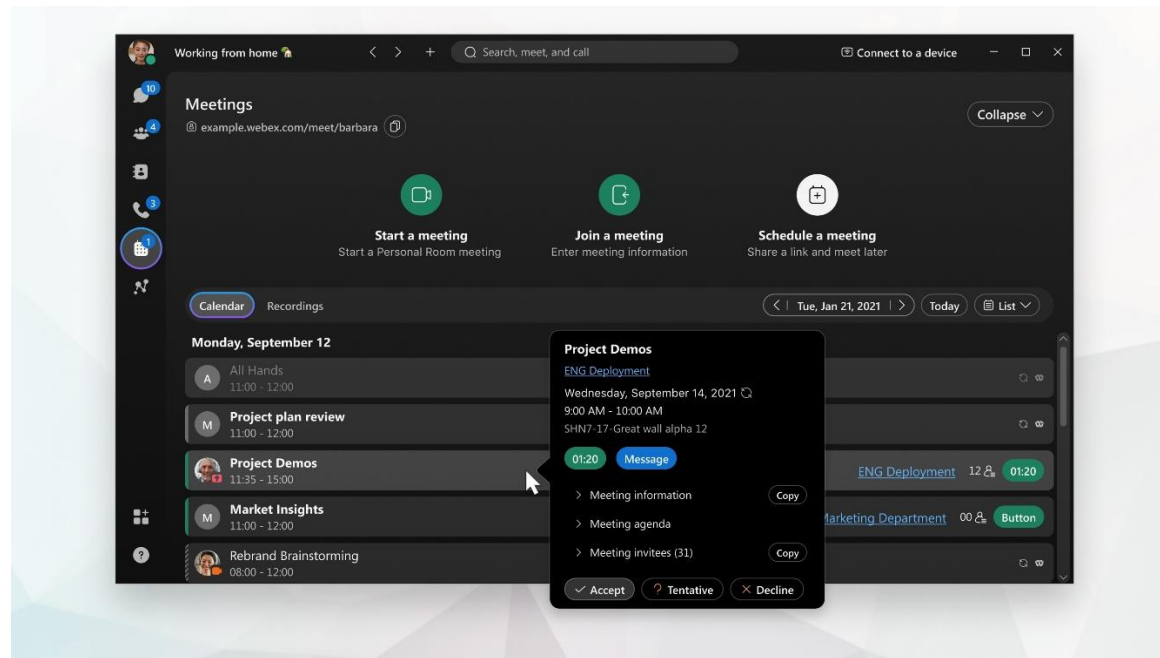 Working from home
Search, meet, and call
Connect to a device
10
4
3
1
Meetings
example.webex.com/meet/barbara
Collapse
Start a meeting
Start a Personal Room meeting
Join a meeting
Enter meeting information
Schedule a meeting
Share a link and meet later
Calendar Recordings
Tue, Jan 21, 2021
Today
List
Monday, September 12
A
All Hands
11:00 - 12:00
M
Project plan review
11:00 - 12:00
Project Demos
11:35 - 15:00
ENG Deployment 12 01:20
M
Market Insights
11:00 - 12:00
Marketing Department 00 Button
Rebrand Brainstorming
08:00 - 12:00
Project Demos
ENG Deployment
Wednesday, September 14, 2021
9:00 AM - 10:00 AM
SHN7-17-Great wall alpha 12
01:20 Message
Meeting information Copy
Meeting agenda
Meeting invitees (31) Copy
Accept ? Tentative Decline
?